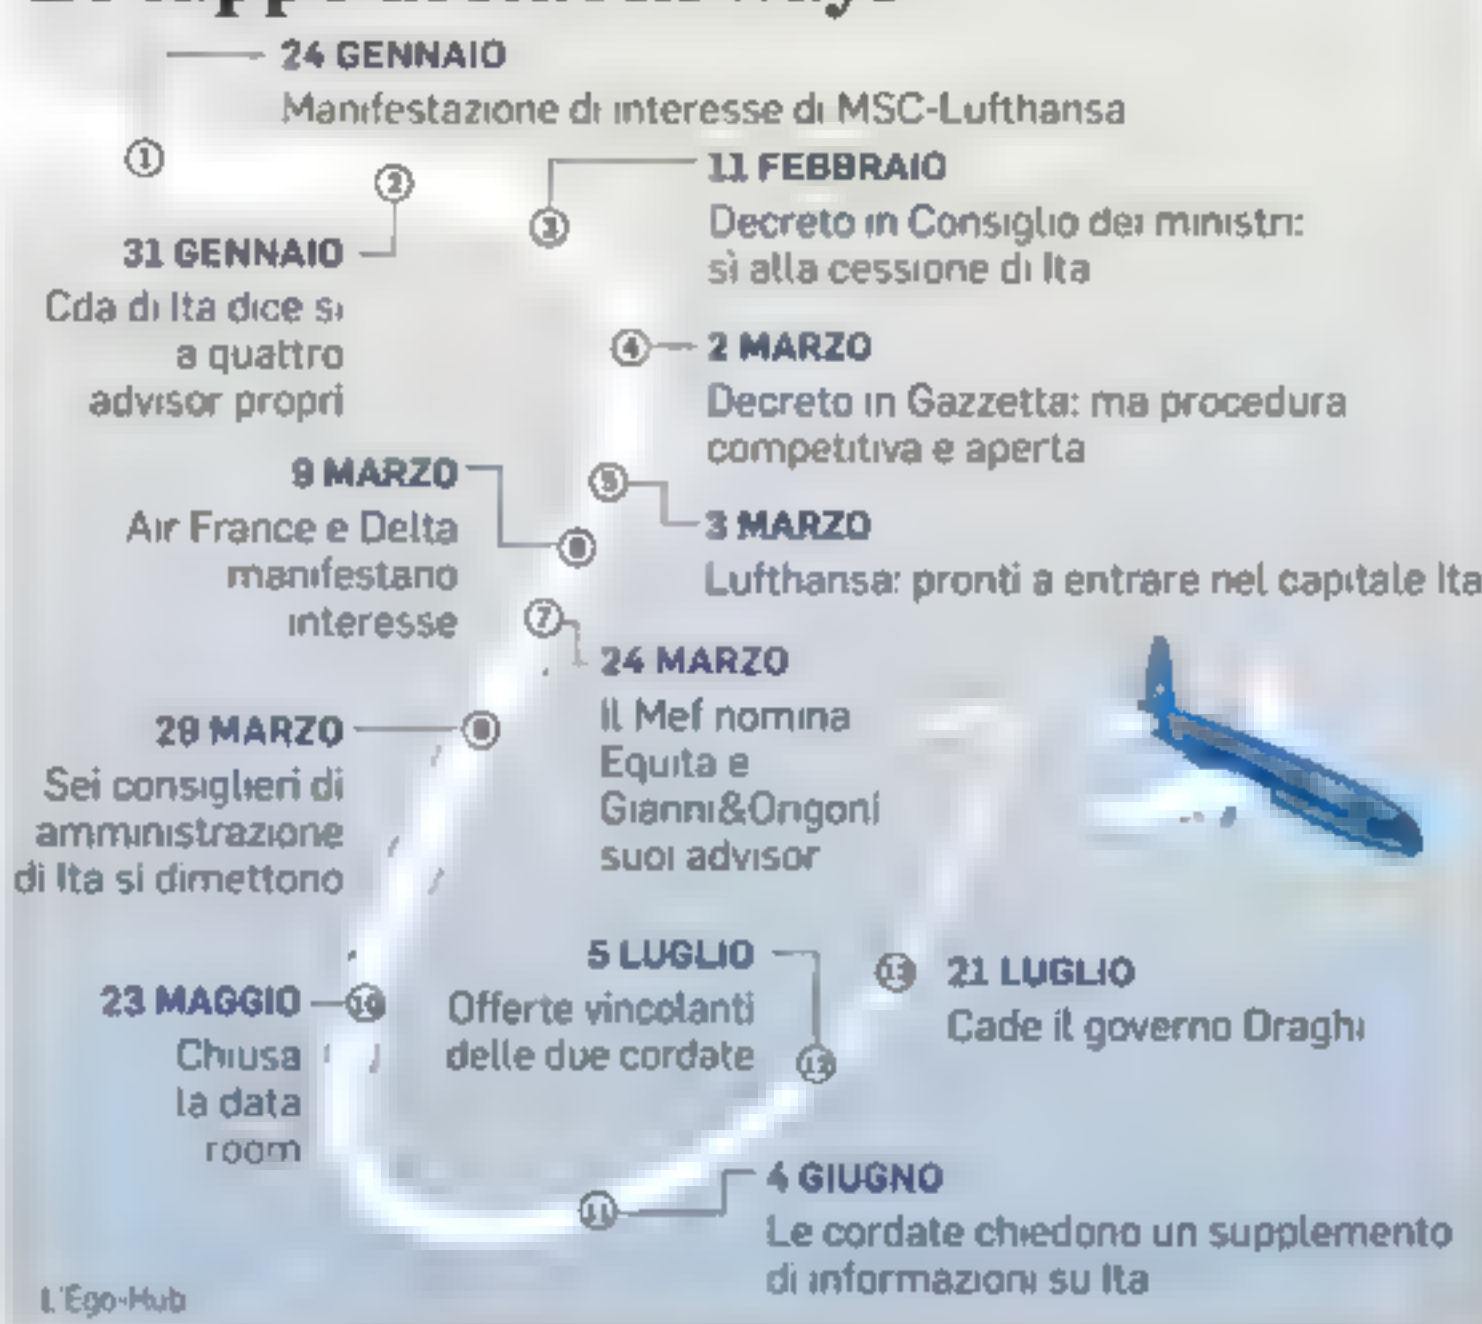 24 GENNAIO
Manifestazione di interesse di MSC-Lufthansa
1
2
31 GENNAIO
Cda di Ita dice sì
a quattro
advisor propri
3
11 FEBBRAIO
Decreto in Consiglio dei ministri:
sì alla cessione di Ita
4
2 MARZO
Decreto in Gazzetta: ma procedura
competitiva e aperta
5
3 MARZO
Lufthansa: pronti a entrare nel capitale Ita
9 MARZO
Air France e Delta
manifestano
interesse
7
24 MARZO
Il Mef nomina
Equita e
Gianni&Origoni
suoi advisor
MARZO
Sei consiglieri di
amministrazione
di Ita si dimettono
10
23 MAGGIO
Chiusa
la data
room
11
4 GIUGNO
Le cordate chiedono un supplemento
di informazioni su Ita
12
5 LUGLIO
Offerte vincolanti
delle due cordate
13
21 LUGLIO
Cade il governo Draghi
L'Ego-Hub